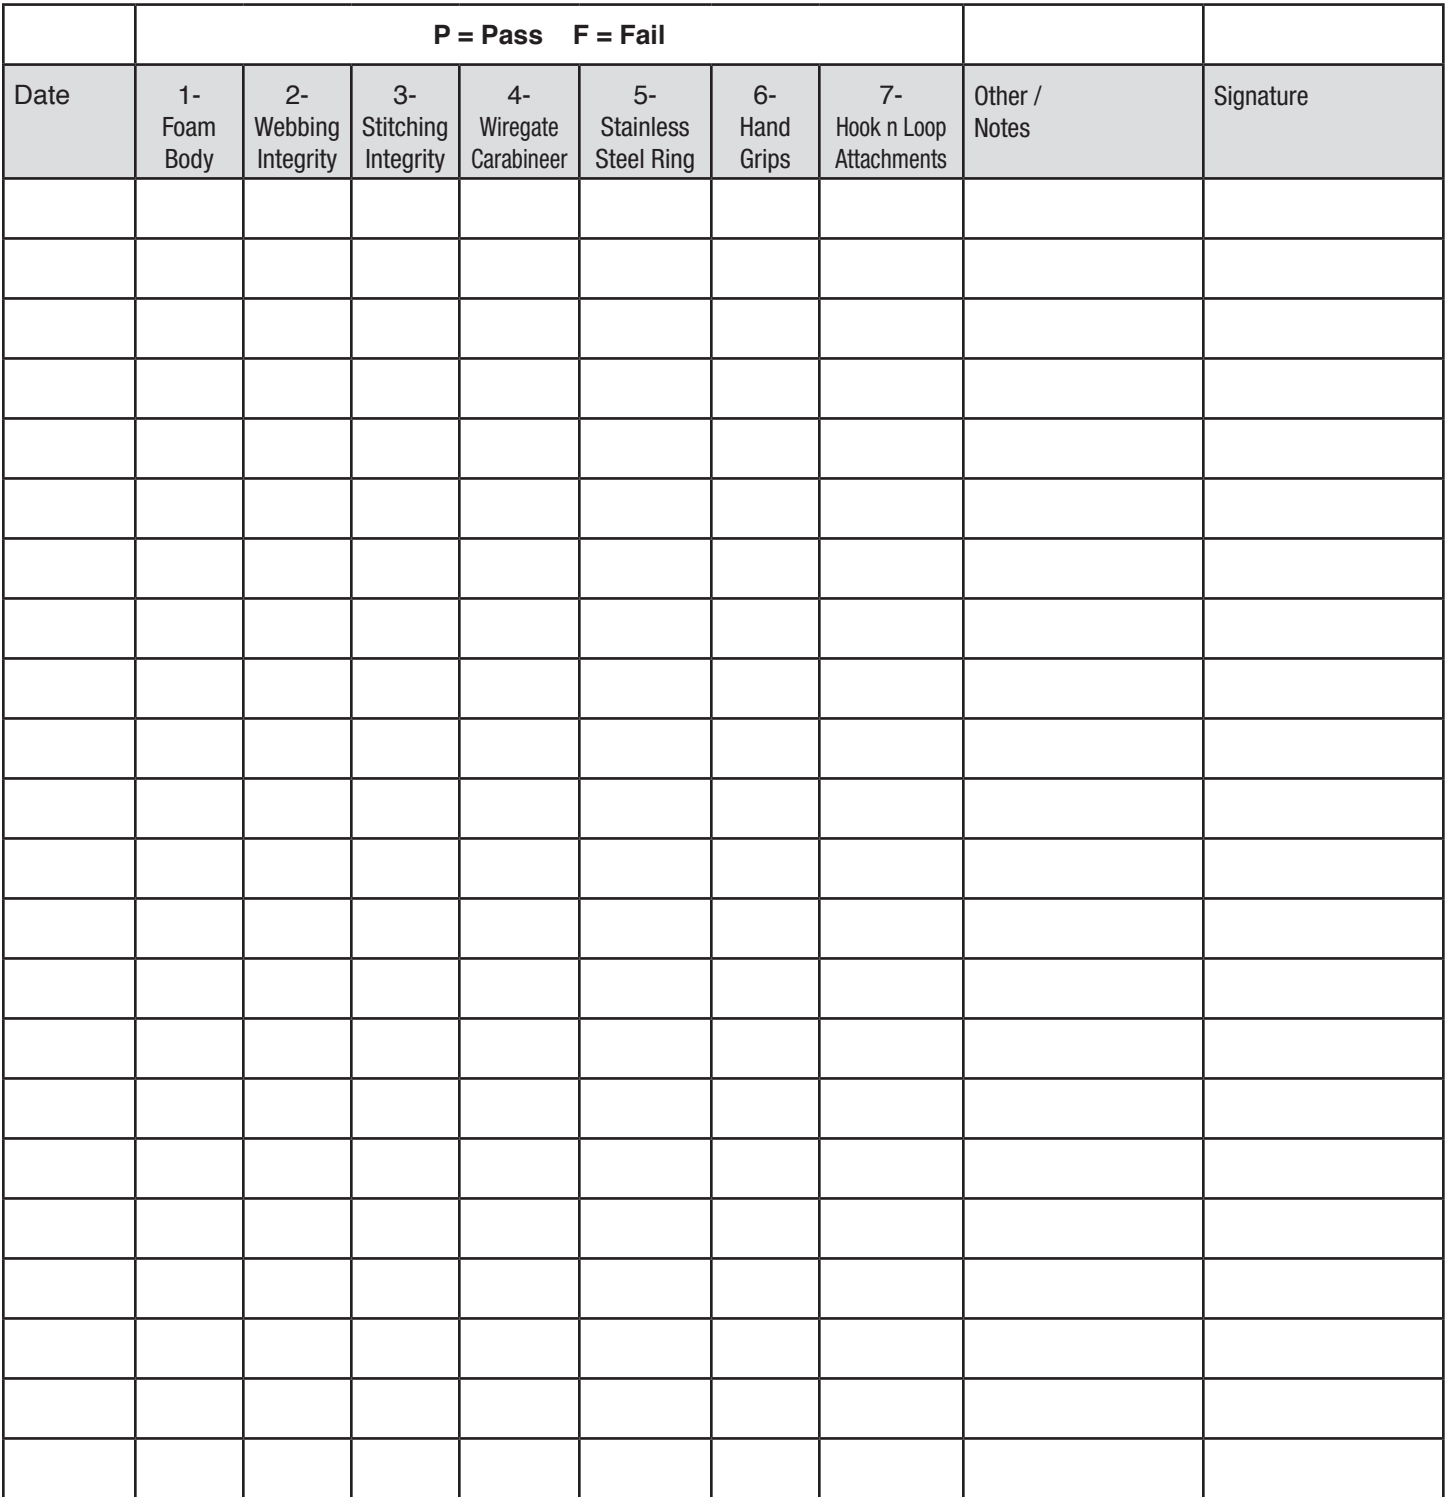 P = Pass F = Fail
Date
1-
Foam
Body
2-
Webbing
Integrity
3-
Stitching
Integrity
4-
Wiregate
Carabineer
5-
Stainless
Steel Ring
6-
Hand
Grips
7-
Hook n Loop
Attachments
Other /
Notes
Signature